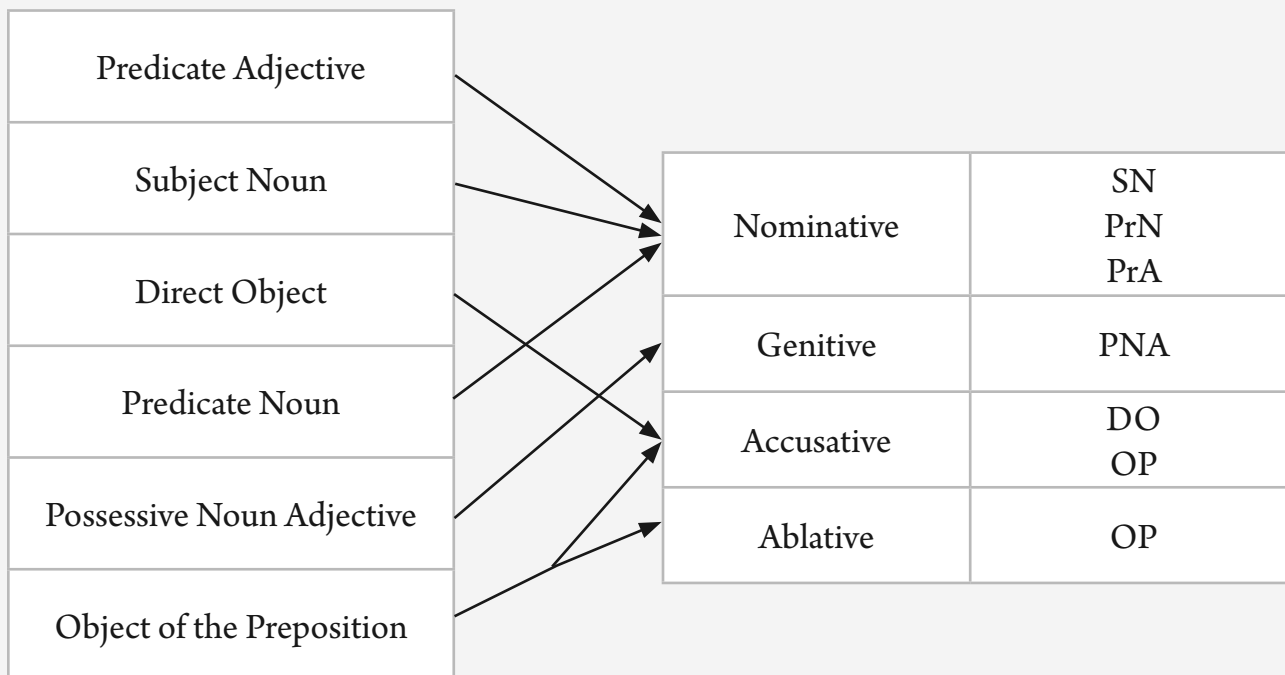 Predicate Adjective
Subject Noun
Direct Object
Predicate Noun
Possessive Noun Adjective
Object of the Preposition
Nominative
SN
PrN
PrA
Genitive
PNA
Accusative
DO
OP
Ablative
OP